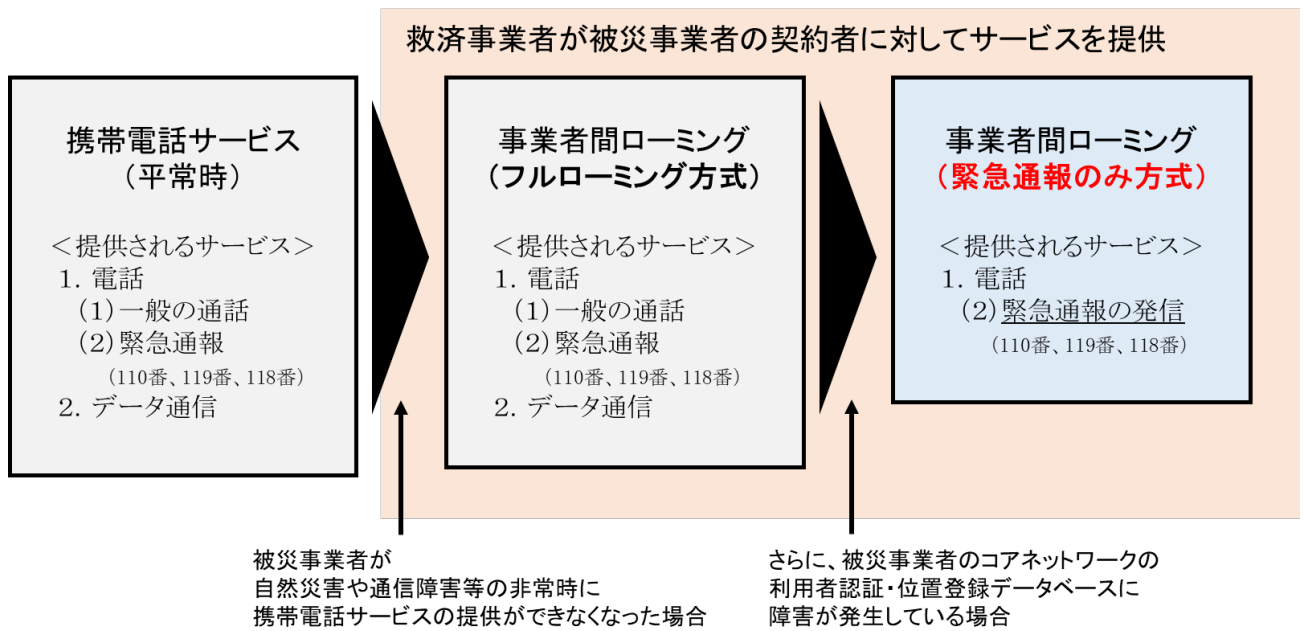 救済事業者が被災事業者の契約者に対してサービスを提供
携帯電話サービス
（平常時）
＜提供されるサービス＞
１．電話
（１）一般の通話
（２）緊急通報
（110番、119番、118番）
２．データ通信
事業者間ローミング
（フルローミング方式）
＜提供されるサービス＞
１．電話
（１）一般の通話
（２）緊急通報
（110番、119番、118番）
２．データ通信
事業者間ローミング
（緊急通報のみ方式）
＜提供されるサービス＞
１．電話
（２）緊急通報の発信
（110番、119番、118番）
被災事業者が
自然災害や通信障害等の非常時に
携帯電話サービスの提供ができなくなった場合
さらに、被災事業者のコアネットワークの
利用者認証・位置登録データベースに
障害が発生している場合